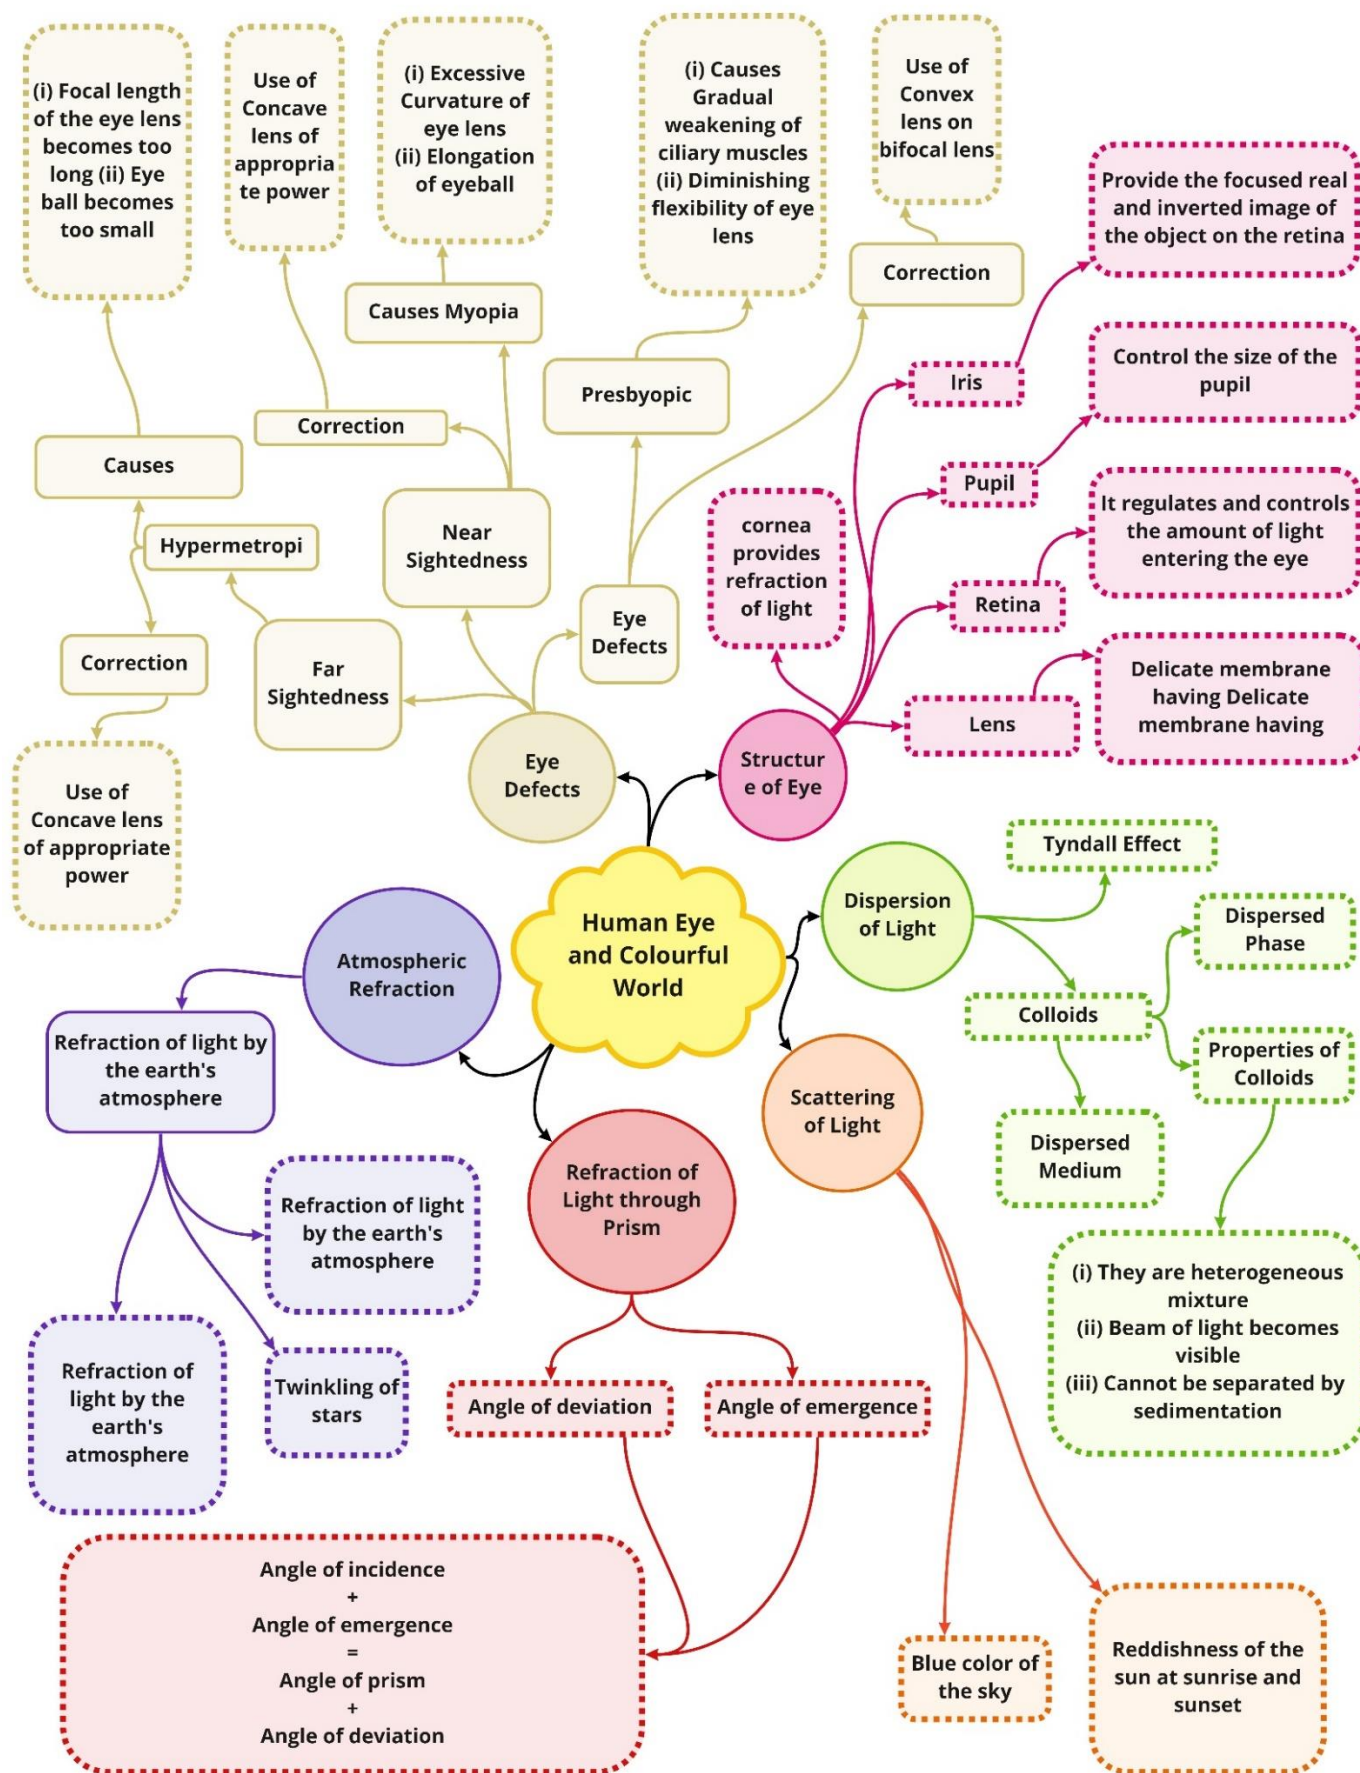 (i) Focal length
of the eye lens
becomes too
long (ii) Eye
ball becomes
too small
Use of
Concave
lens of
appropria
te power
(i) Excessive
Curvature of
eye lens
(ii) Elongation
of eyeball
(i) Causes
Gradual
weakening of
ciliary muscles
(ii) Diminishing
flexibility of eye
lens
Use of
Convex
lens on
bifocal lens
Correction
Causes Myopia
Presbyopic
Correction
Causes
Hypermetropi
Near
Sightedness
Eye
Defects
Correction
Far
Sightedness
Use of
Concave lens
of appropriate
power
Eye
Defects
Provide the focused real
and inverted image of
the object on the retina
Iris
Control the size of the
pupil
Pupil
cornea
provides
refraction
of light
It regulates and controls
the amount of light
entering the eye
Retina
Delicate membrane
having Delicate
membrane having
Lens
Structur
e of Eye
Human Eye
and Colourful
World
Dispersion
of Light
Tyndall Effect
Dispersed
Phase
Colloids
Properties of
Colloids
Dispersed
Medium
(i) They are heterogeneous
mixture
(ii) Beam of light becomes
visible
(iii) Cannot be separated by
sedimentation
Scattering
of Light
Blue color of
the sky
Reddishness of the
sun at sunrise and
sunset
Atmospheric
Refraction
Refraction of light by
the earth's
atmosphere
Refraction of light
by the earth's
atmosphere
Refraction of
light by the
earth's
atmosphere
Twinkling of
stars
Refraction of
Light through
Prism
Angle of deviation
Angle of emergence
Angle of incidence
+
Angle of emergence
=
Angle of prism
+
Angle of deviation